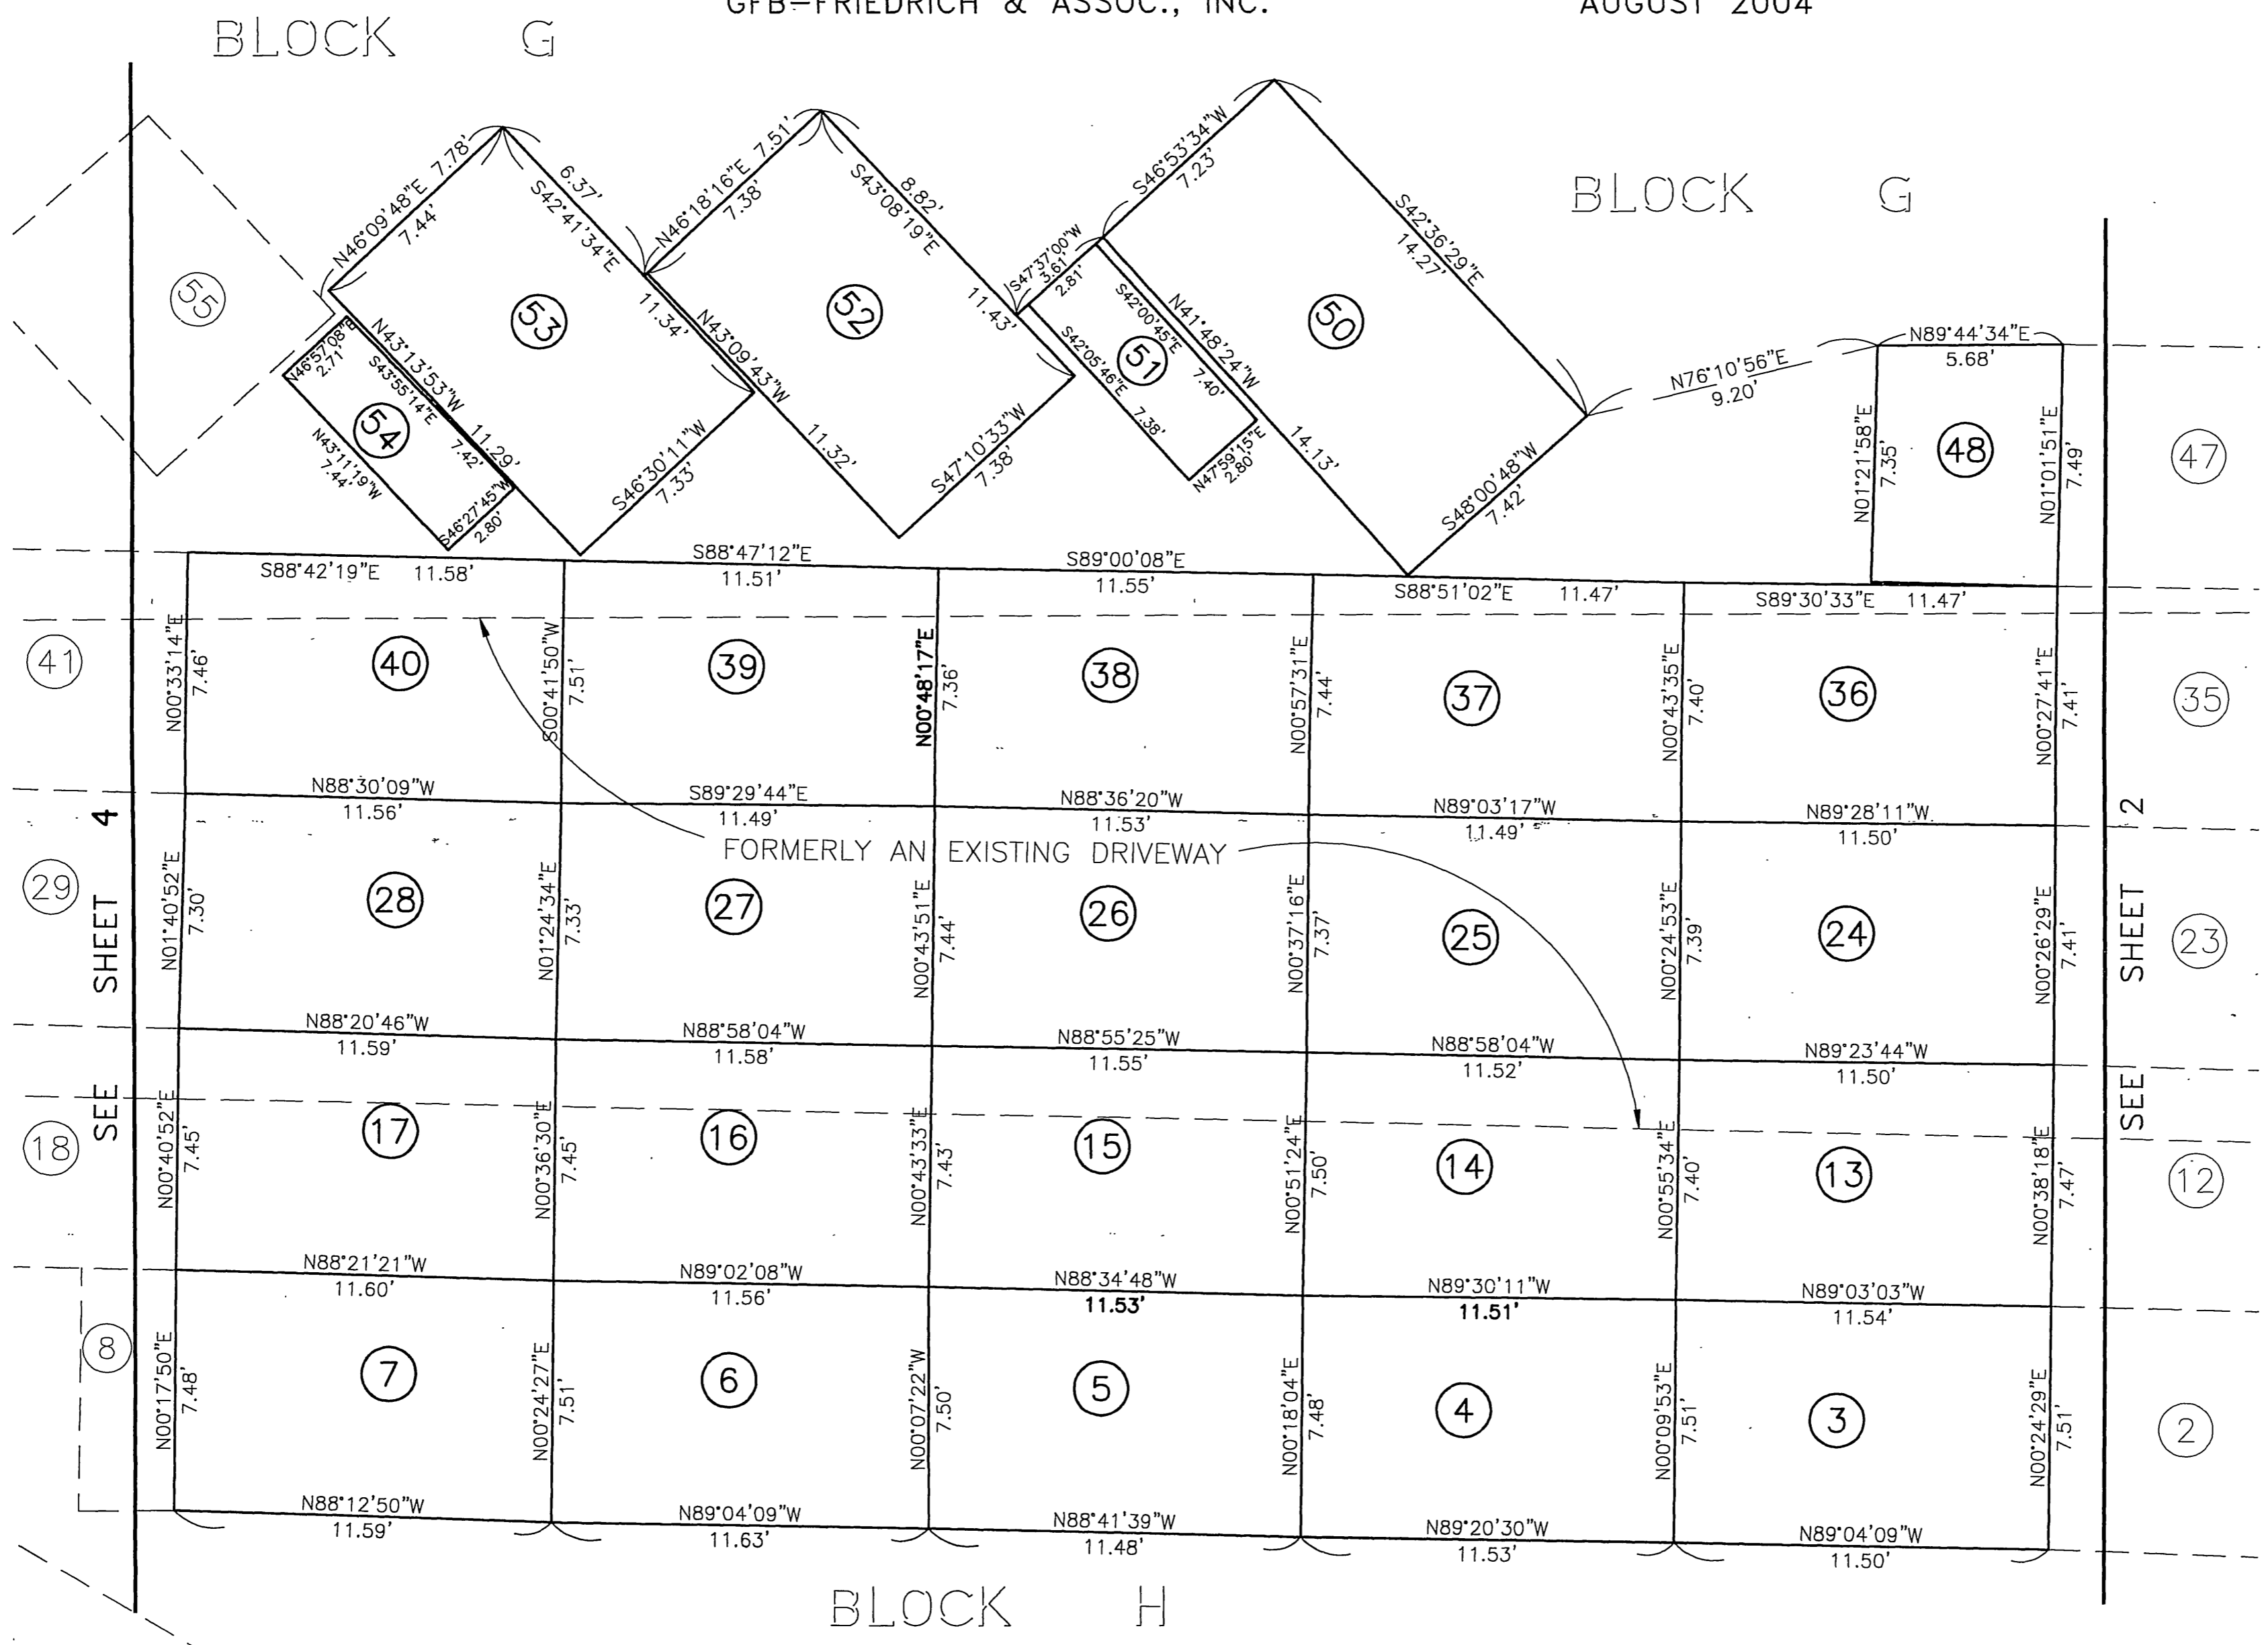 GFB-FRIEDRICH & ASSOC., INC. AUGUST 2004
BLOCK G
BLOCK G
N46°09'48"E 7.78'
7.44'
6.37'
S42°41'34"E
11.34'
N46°18'16"E 7.51'
7.38'
8.82'
S43°08'19"E
11.43'
S47°37'00"W
3.61'
2.81'
S46°53'34"W
7.23'
S42°36'29"E
14.27'
55
53
52
51
50
N46°57'08"E
2.71'
N43°13'53"W
11.29'
S43°55'14"E
7.42'
54
N43°11'19"W
7.44'
S46°27'45"W
2.80'
S46°30'11"W
7.33'
N43°09'43"W
11.32'
S47°10'33"W
7.38'
S42°05'46"E 7.38'
S42°00'45"E 7.40'
N47°59'15"E
2.80'
N41°48'24"W
14.13'
S48°00'48"W
7.42'
N76°10'56"E
9.20'
N89°44'34"E
5.68'
N01°21'58"E
7.35'
48
N01°01'51"E
7.49'
47
S88°42'19"E 11.58'
S88°47'12"E
11.51'
S89°00'08"E
11.55'
S88°51'02"E 11.47'
S89°30'33"E 11.47'
41
N00°33'14"E
7.46'
40
S00°41'50"W
7.51'
39
N00°48'17"E
7.36'
38
N00°57'31"E
7.44'
37
N00°43'35"E
7.40'
36
N00°27'41"E
7.41'
35
N88°30'09"W
11.56'
S89°29'44"E
11.49'
N88°36'20"W
11.53'
N89°03'17"W
11.49'
N89°28'11"W
11.50'
FORMERLY AN EXISTING DRIVEWAY
SEE SHEET 4
SEE SHEET 2
29
N01°40'52"E
7.30'
28
N01°24'34"E
7.33'
27
N00°43'51"E
7.44'
26
N00°37'16"E
7.37'
25
N00°24'53"E
7.39'
24
N00°26'29"E
7.41'
23
N88°20'46"W
11.59'
N88°58'04"W
11.58'
N88°55'25"W
11.55'
N88°58'04"W
11.52'
N89°23'44"W
11.50'
18
N00°40'52"E
7.45'
17
N00°36'30"E
7.45'
16
N00°43'33"E
7.43'
15
N00°51'24"E
7.50'
14
N00°55'34"E
7.40'
13
N00°38'18"E
7.47'
12
N88°21'21"W
11.60'
N89°02'08"W
11.56'
N88°34'48"W
11.53'
N89°30'11"W
11.51'
N89°03'03"W
11.54'
8
N00°17'50"E
7.48'
7
N00°24'27"E
7.51'
6
N00°07'22"W
7.50'
5
N00°18'04"E
7.48'
4
N00°09'53"E
7.51'
3
N00°24'29"E
7.51'
2
N88°12'50"W
11.59'
N89°04'09"W
11.63'
N88°41'39"W
11.48'
N89°20'30"W
11.53'
N89°04'09"W
11.50'
BLOCK H